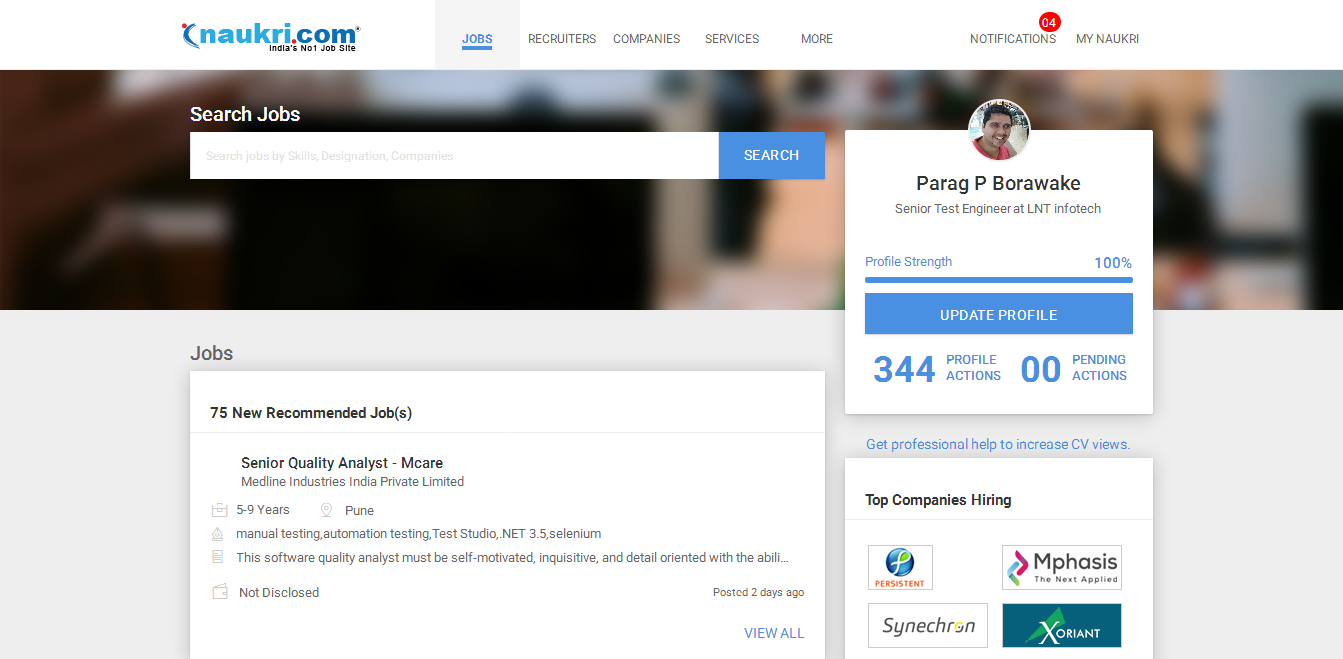 naukri.com
India's No1 Job Site
JOBS
RECRUITERS
COMPANIES
SERVICES
MORE
NOTIFICATIONS
04
MY NAUKRI
Search Jobs
Search jobs by Skills, Designation, Companies
SEARCH
Parag P Borawake
Senior Test Engineer at LNT infotech
Profile Strength
100%
UPDATE PROFILE
344
PROFILE
ACTIONS
00
PENDING
ACTIONS
Get professional help to increase CV views.
Jobs
75 New Recommended Job(s)
Senior Quality Analyst - Mcare
Medline Industries India Private Limited
5-9 Years
Pune
manual testing,automation testing,Test Studio,.NET 3.5,selenium
This software quality analyst must be self-motivated, inquisitive, and detail oriented with the abili...
Not Disclosed
Posted 2 days ago
VIEW ALL
Top Companies Hiring
PERSISTENT
Mphasis
The Next Applied
Synechron
XORIANT